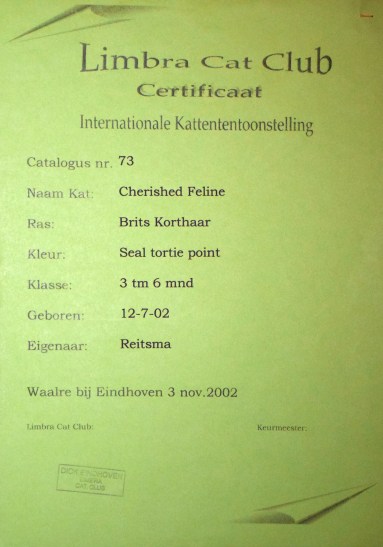 Limbra Cat Club
Certificaat
Internationale Kattententoonstelling
Catalogus nr. 73
Naam Kat: Cherished Feline
Ras: Brits Korthaar
Kleur: Seal tortie point
Klasse: 3 tm 6 mnd
Geboren: 12-7-02
Eigenaar: Reitsma
Waalre bij Eindhoven 3 nov.2002
Limbra Cat Club: Keurmeester:
CAT CLUB